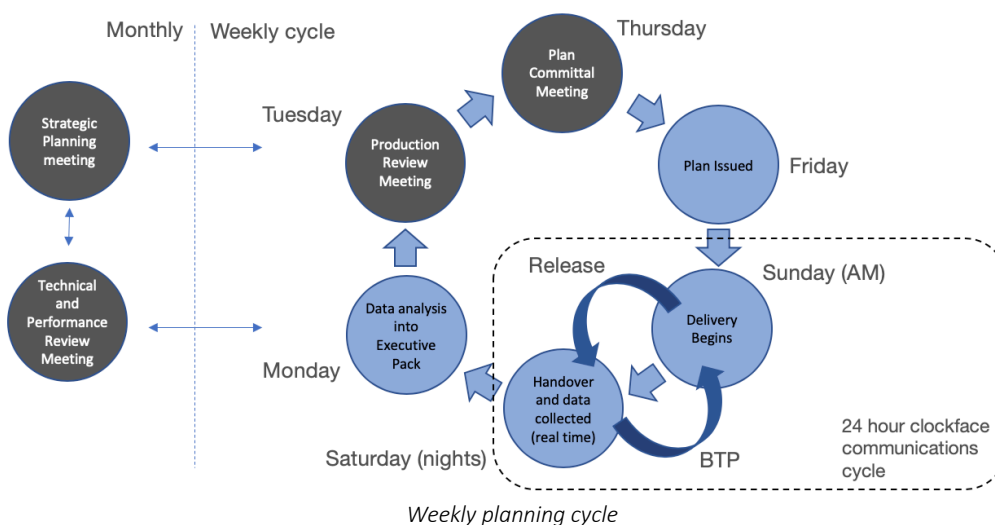 Monthly
Weekly cycle
Thursday
Plan
Committal
Meeting
Tuesday
Strategic
Planning
meeting
Production
Review
Meeting
Plan Issued
Friday
Release
Sunday (AM)
Technical
and
Performance
Review
Meeting
Data analysis
into
Executive
Pack
Delivery
Begins
Monday
Handover
and data
collected
(real time)
Saturday (nights)
BTP
24 hour clockface
communications
cycle
Weekly planning cycle